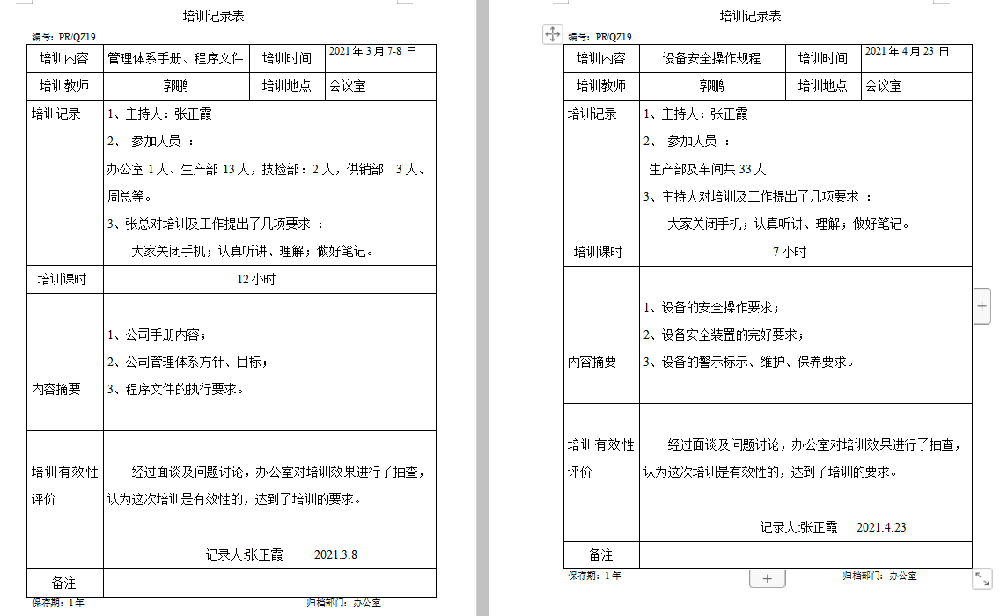 培训记录表
编号：PR/QZ19
培训内容 管理体系手册、程序文件 培训时间 2021年3月7-8 日
培训教师 郭鹏 培训地点 会议室
培训记录 1、主持人：张正霞
2、 参加人员 ：
办公室1人、生产部13人，技检部：2人，供销部 3人、
周总等。
3、张总对培训及工作提出了几项要求 ：
大家关闭手机；认真听讲、理解；做好笔记。
培训课时 12小时
1、公司手册内容；
2、公司管理体系方针、目标；
内容摘要 3、程序文件的执行要求。
培训有效性 经过面谈及问题讨论，办公室对培训效果进行了抽查，
评价 认为这次培训是有效性的，达到了培训的要求。
记录人:张正霞 2021.3.8
备注
保存期：1年 归档部门：办公室
培训记录表
编号：PR/QZ19
培训内容 设备安全操作规程 培训时间 2021年4月23 日
培训教师 郭鹏 培训地点 会议室
培训记录 1、主持人：张正霞
2、 参加人员 ：
生产部及车间共33人
3、主持人对培训及工作提出了几项要求 ：
大家关闭手机；认真听讲、理解；做好笔记。
培训课时 7小时
1、设备的安全操作要求；
2、设备安全装置的完好要求；
内容摘要 3、设备的警示标示、维护、保养要求。
培训有效性 经过面谈及问题讨论，办公室对培训效果进行了抽查，
评价 认为这次培训是有效性的，达到了培训的要求。
记录人:张正霞 2021.4.23
备注
保存期：1年 归档部门：办公室